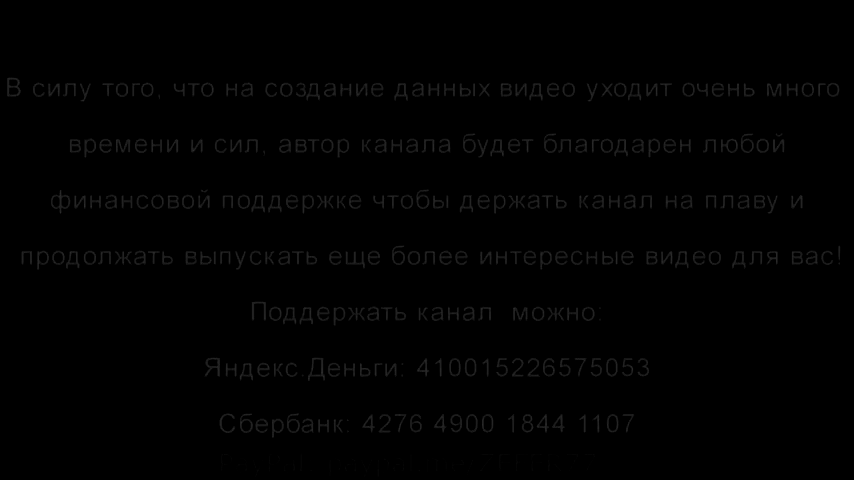 В силу того, что на создание данных видео уходит очень много
времени и сил, автор канала будет благодарен любой
финансовой поддержке чтобы держать канал на плаву и
продолжать выпускать еще более интересные видео для вас!
Поддержать канал можно:
Яндекс.Деньги: 410015226575053
Сбербанк: 4276 4900 1844 1107